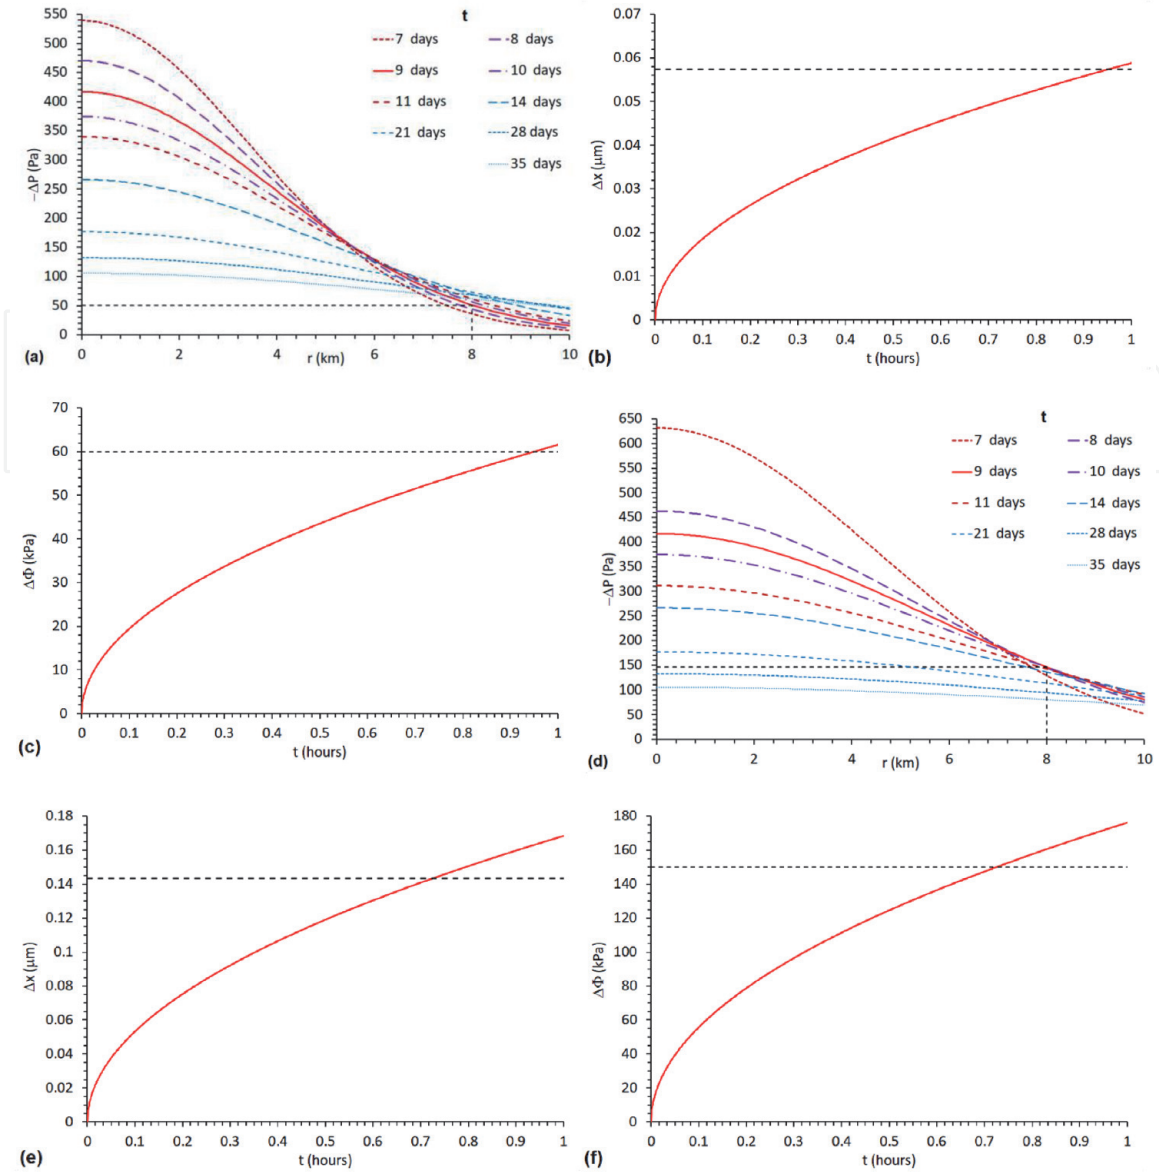 t
7 days
8 days
9 days
10 days
11 days
14 days
21 days
28 days
35 days
550
500
450
400
350
300
250
200
150
100
50
0
−ΔP (Pa)
0 2 4 6 8 10
r (km)
(a)
0.07
0.06
0.05
0.04
0.03
0.02
0.01
0
Δx (μm)
0 0.1 0.2 0.3 0.4 0.5 0.6 0.7 0.8 0.9 1
t (hours)
(b)
70
60
50
40
30
20
10
0
ΔΦ (kPa)
0 0.1 0.2 0.3 0.4 0.5 0.6 0.7 0.8 0.9 1
t (hours)
(c)
t
7 days
8 days
9 days
10 days
11 days
14 days
21 days
28 days
35 days
650
600
550
500
450
400
350
300
250
200
150
100
50
0
−ΔP (Pa)
0 2 4 6 8 10
r (km)
(d)
0.18
0.16
0.14
0.12
0.1
0.08
0.06
0.04
0.02
0
Δx (μm)
0 0.1 0.2 0.3 0.4 0.5 0.6 0.7 0.8 0.9 1
t (hours)
(e)
180
160
140
120
100
80
60
40
20
0
ΔΦ (kPa)
0 0.1 0.2 0.3 0.4 0.5 0.6 0.7 0.8 0.9 1
t (hours)
(f)